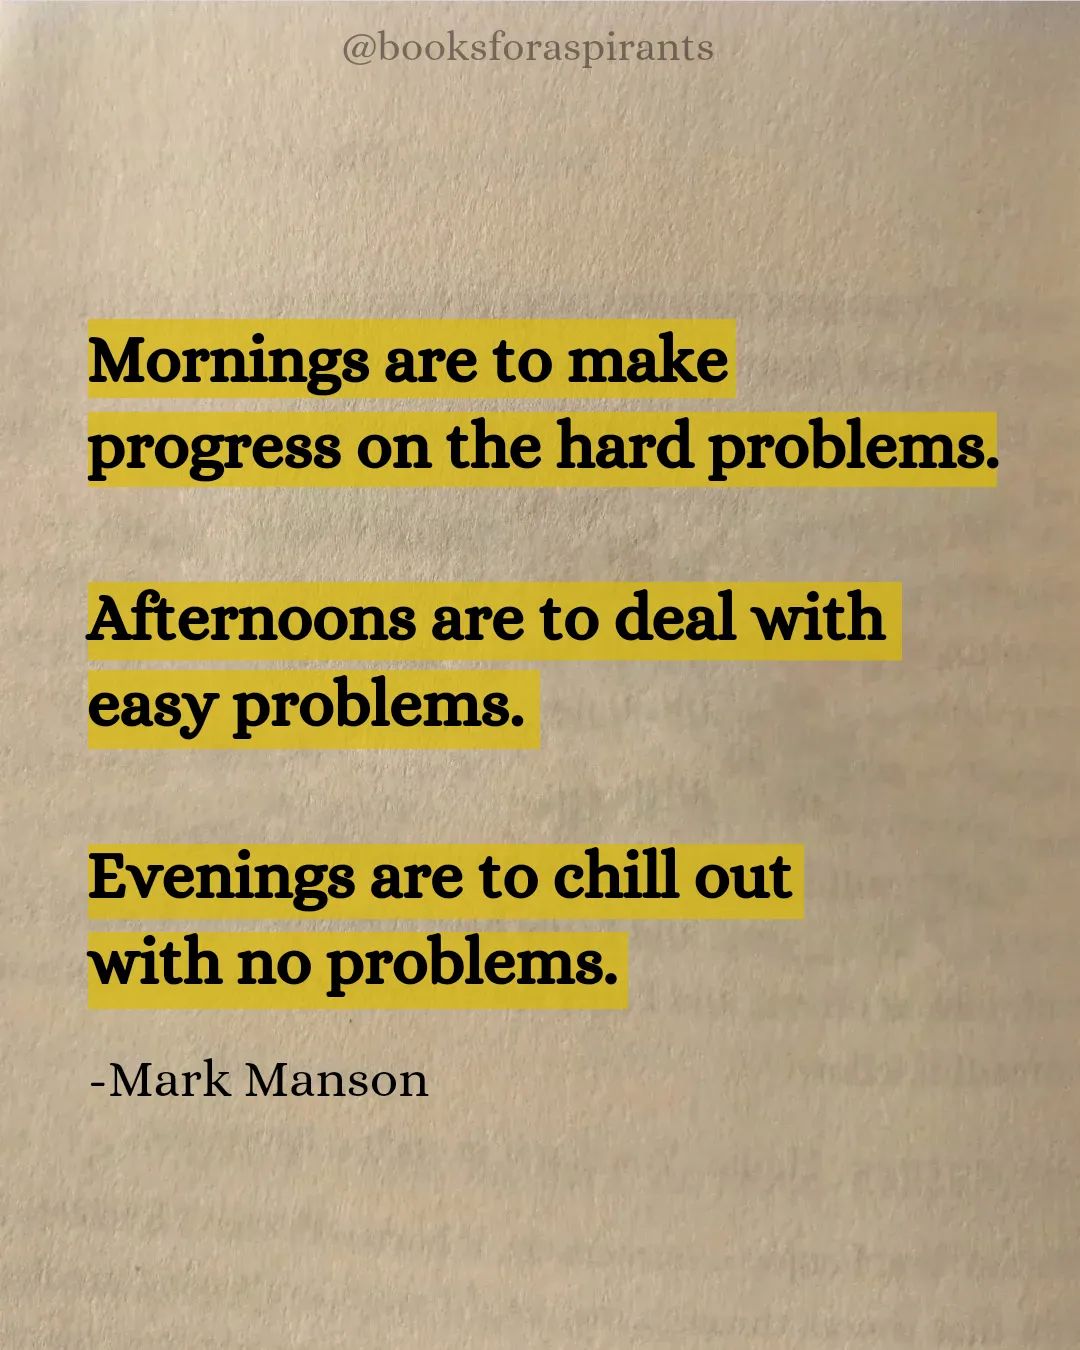 @booksforaspirants
Mornings are to make
progress on the hard problems.
Afternoons are to deal with
easy problems.
Evenings are to chill out
with no problems.
-Mark Manson